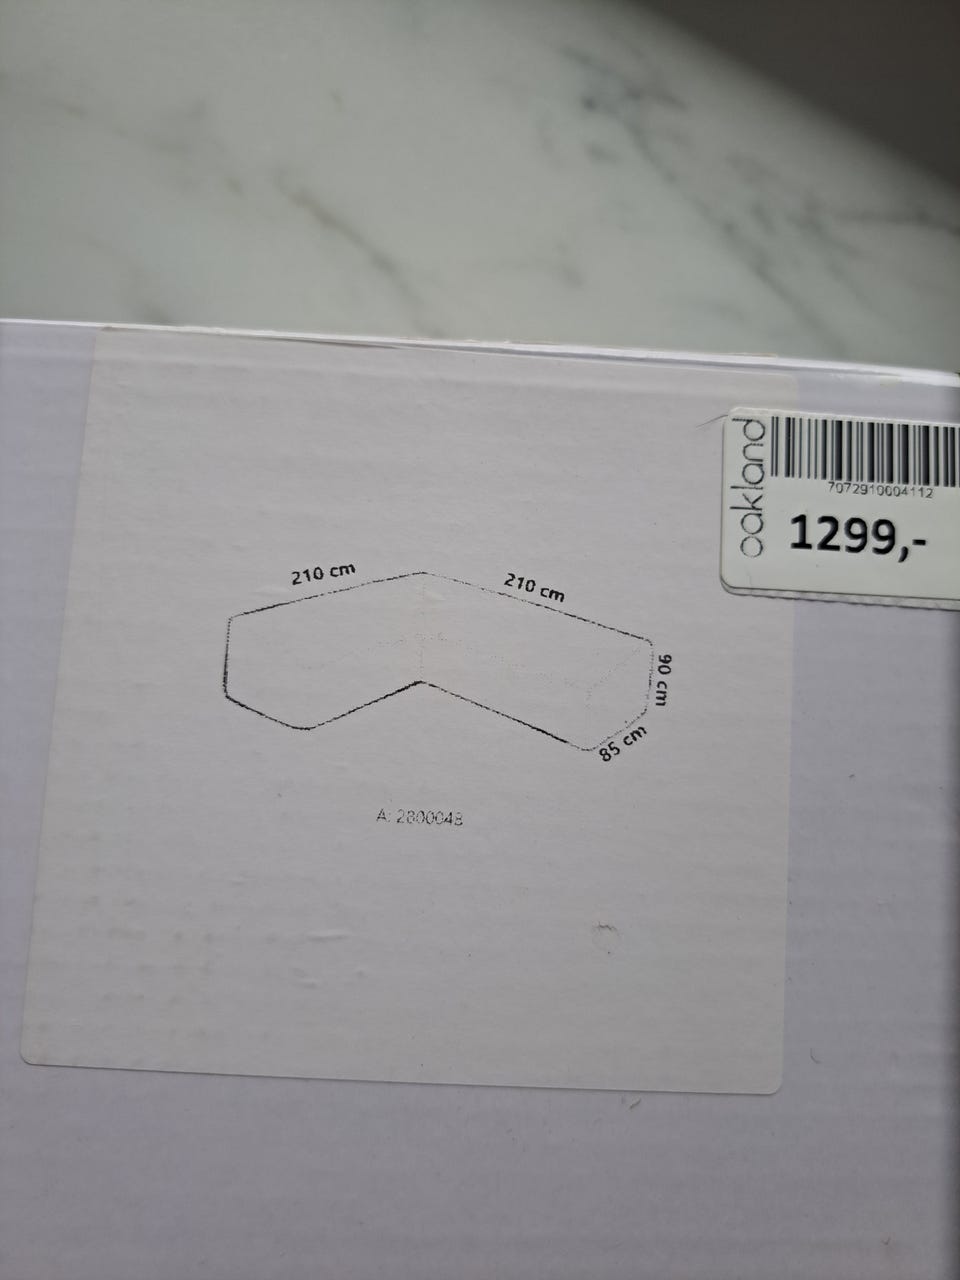 oakland
7072910004112
1299,-
210 cm
210 cm
90 cm
85 cm
A: 2800048